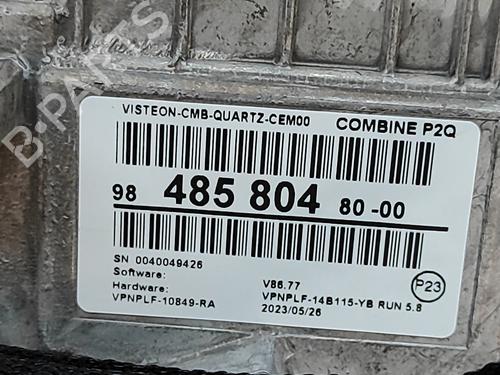 VISTEON-CMB-QUARTZ-CEM00 COMBINE P2Q
98 485 804 80-00
SN 0040049426
Software: V86.77
Hardware: VPNPLF-14B115-YB RUN 5.8
VPNPLF-10849-RA 2023/05/26
P23